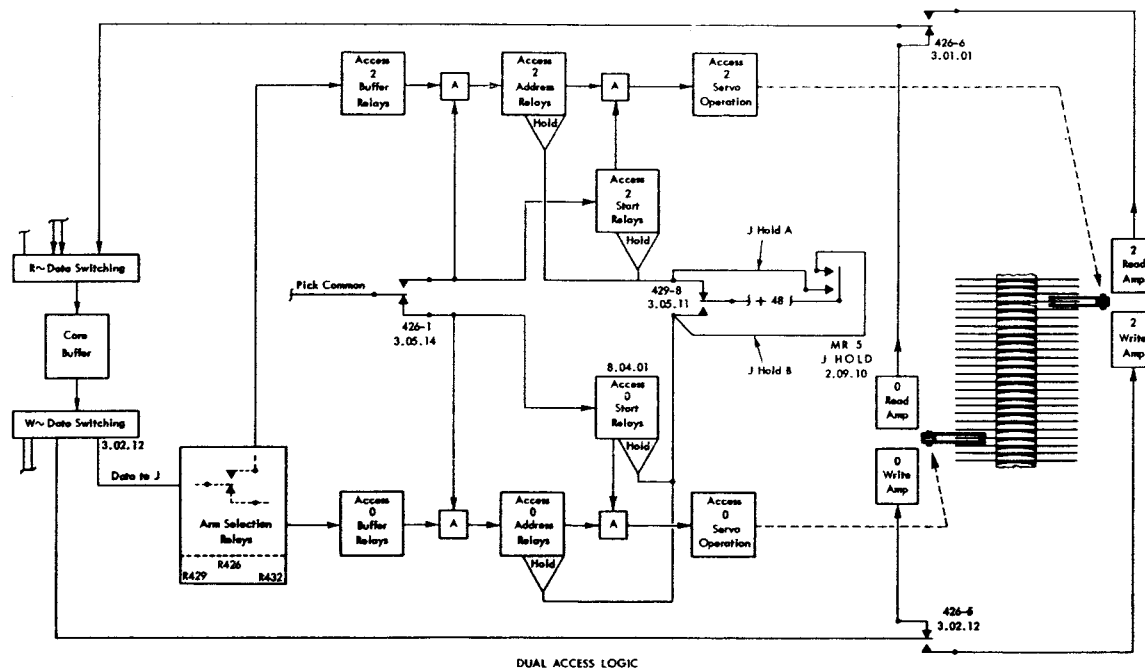 426-6
3.01.01
Access
2
Buffer
Relays
A
Access
2
Address
Relays
Hold
A
Access
2
Servo
Operation
Access
2
Start
Relays
Hold
J Hold A
2
Read
Amp
R~Data Switching
Pick Common
426-1
3.05.14
429-8
3.05.11
+ 48
MR 5
J HOLD
2.09.10
J Hold B
2
Write
Amp
Core
Buffer
8.04.01
Access
0
Start
Relays
Hold
0
Read
Amp
W~Data Switching
3.02.12
Data to J
Arm Selection
Relays
R426
R429
R432
Access
0
Buffer
Relays
A
Access
0
Address
Relays
Hold
A
Access
0
Servo
Operation
0
Write
Amp
426-5
3.02.12
DUAL ACCESS LOGIC